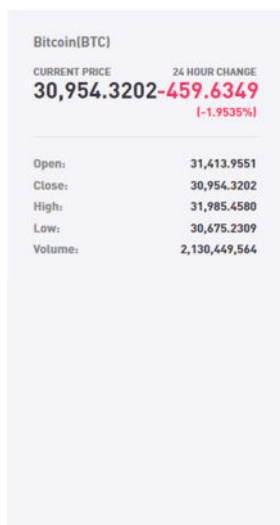 Bitcoin(BTC)
CURRENT PRICE 24 HOUR CHANGE
30,954.3202-459.6349
(-1.9535%)
Open: 31,413.9551
Close: 30,954.3202
High: 31,985.4580
Low: 30,675.2309
Volume: 2,130,449,564